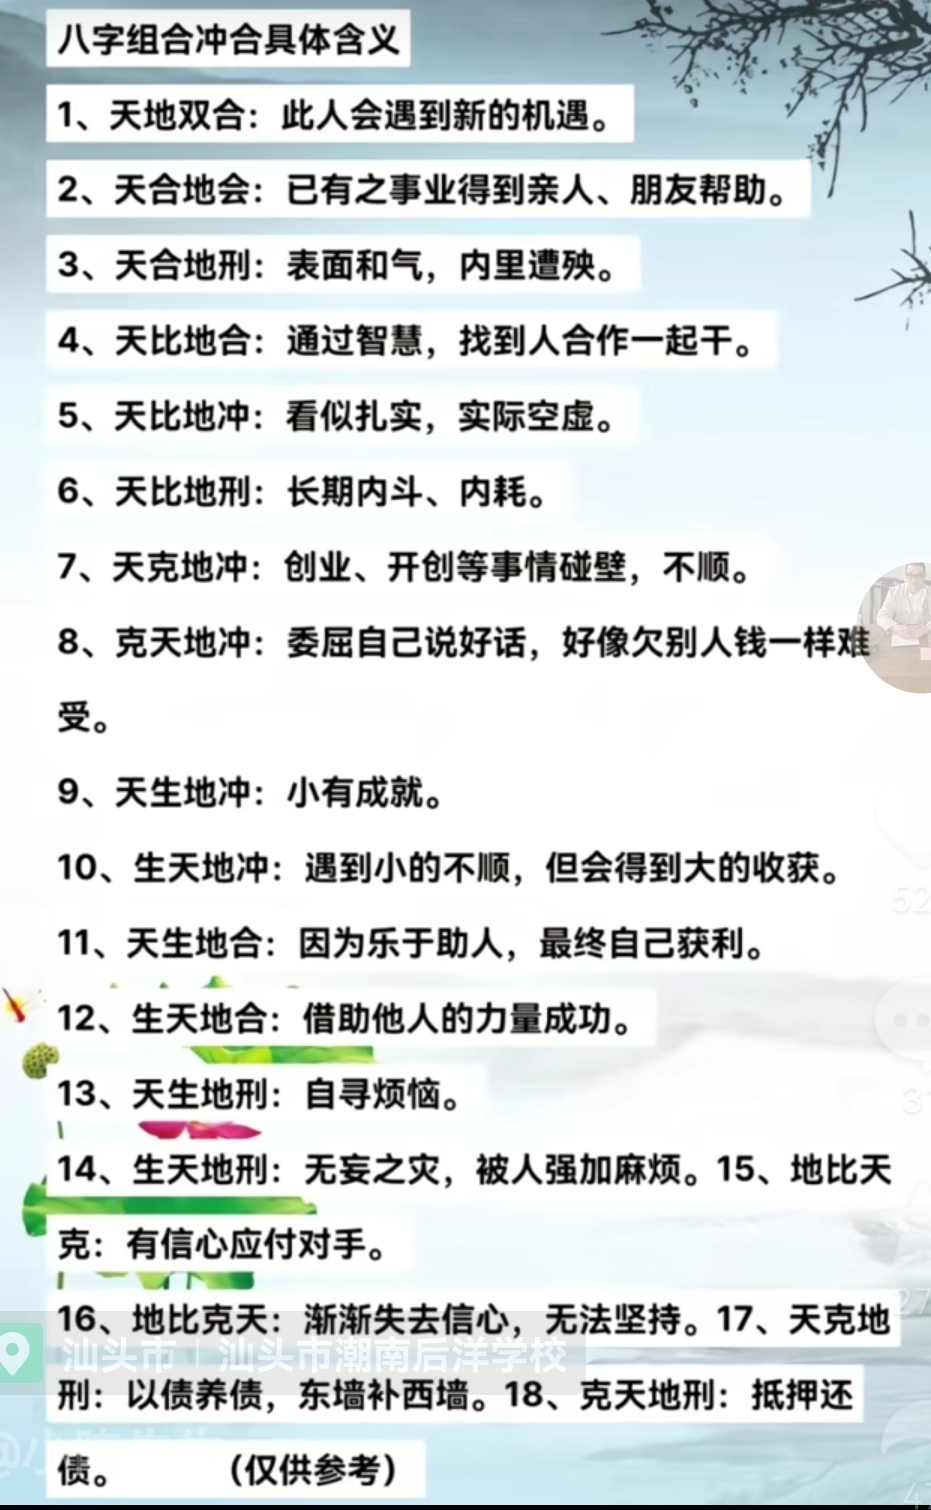 八字组合冲合具体含义
1、天地双合：此人会遇到新的机遇。
2、天合地会：已有之事业得到亲人、朋友帮助。
3、天合地刑：表面和气，内里遭殃。
4、天比地合：通过智慧，找到人合作一起干。
5、天比地冲：看似扎实，实际空虚。
6、天比地刑：长期内斗、内耗。
7、天克地冲：创业、开创等事情碰壁，不顺。
8、克天地冲：委屈自己说好话，好像欠别人钱一样难
受。
9、天生地冲：小有成就。
10、生天地冲：遇到小的不顺，但会得到大的收获。
11、天生地合：因为乐于助人，最终自己获利。
12、生天地合：借助他人的力量成功。
13、天生地刑：自寻烦恼。
14、生天地刑：无妄之灾，被人强加麻烦。15、地比天
克：有信心应付对手。
16、地比克天：渐渐失去信心，无法坚持。17、天克地
汕头市｜汕头市潮南后洋学校
刑：以债养债，东墙补西墙。18、克天地刑：抵押还
债。 （仅供参考）